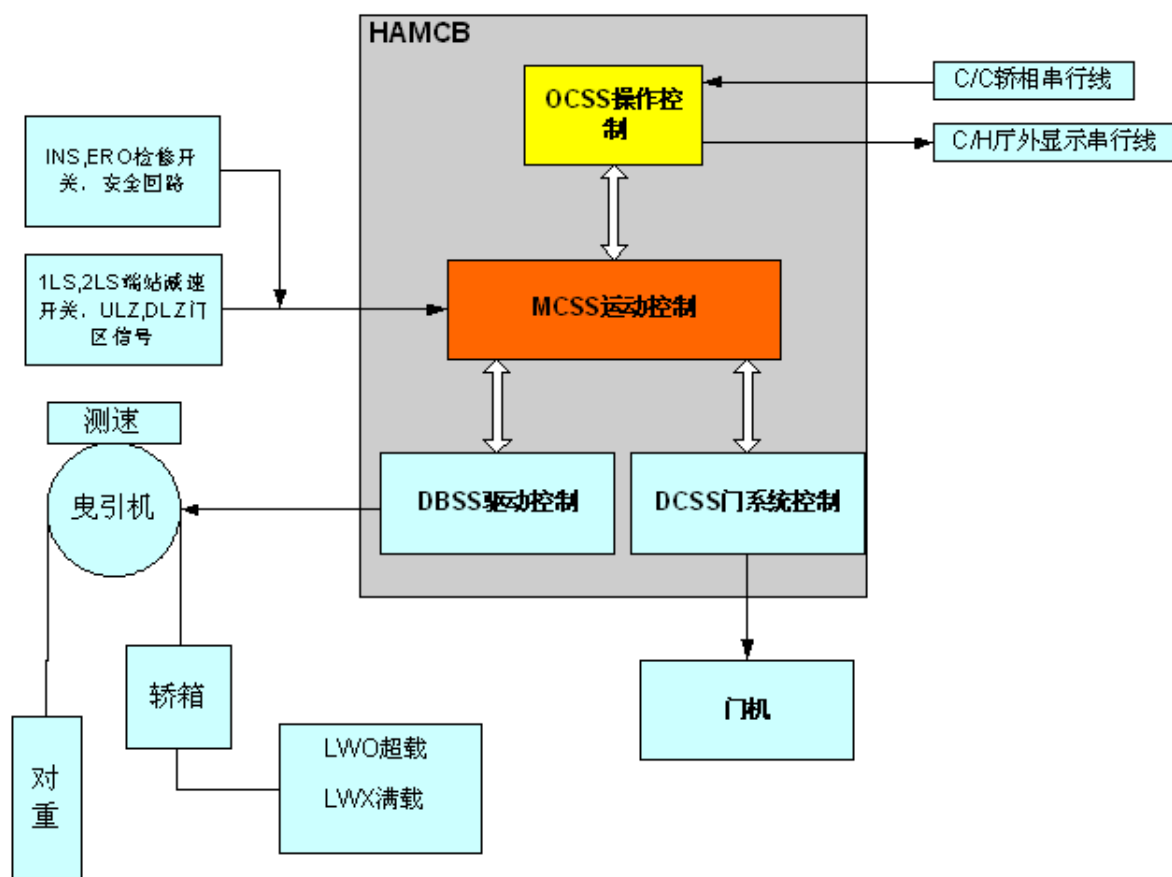 HAMCB
OCSS操作控
制
C/C轿相串行线
C/H厅外显示串行线
INS,ERO检修开
关．安全回路
1LS,2LS端站减速
开关．ULZ,DLZ门
区信号
MCSS运动控制
测速
曳引机
DBSS驱动控制
DCSS门系统控制
轿箱
门机
对
重
LWO超载
LWX满载